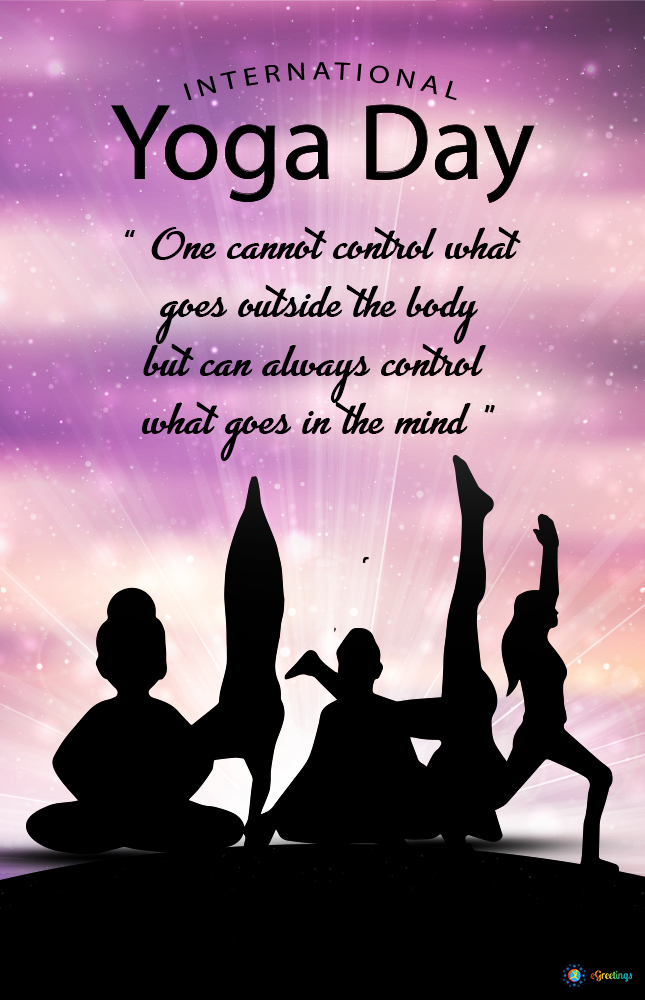 INTERNATIONAL
Yoga Day
“ One cannot control what
goes outside the body
but can always control
what goes in the mind ”
eGreetings